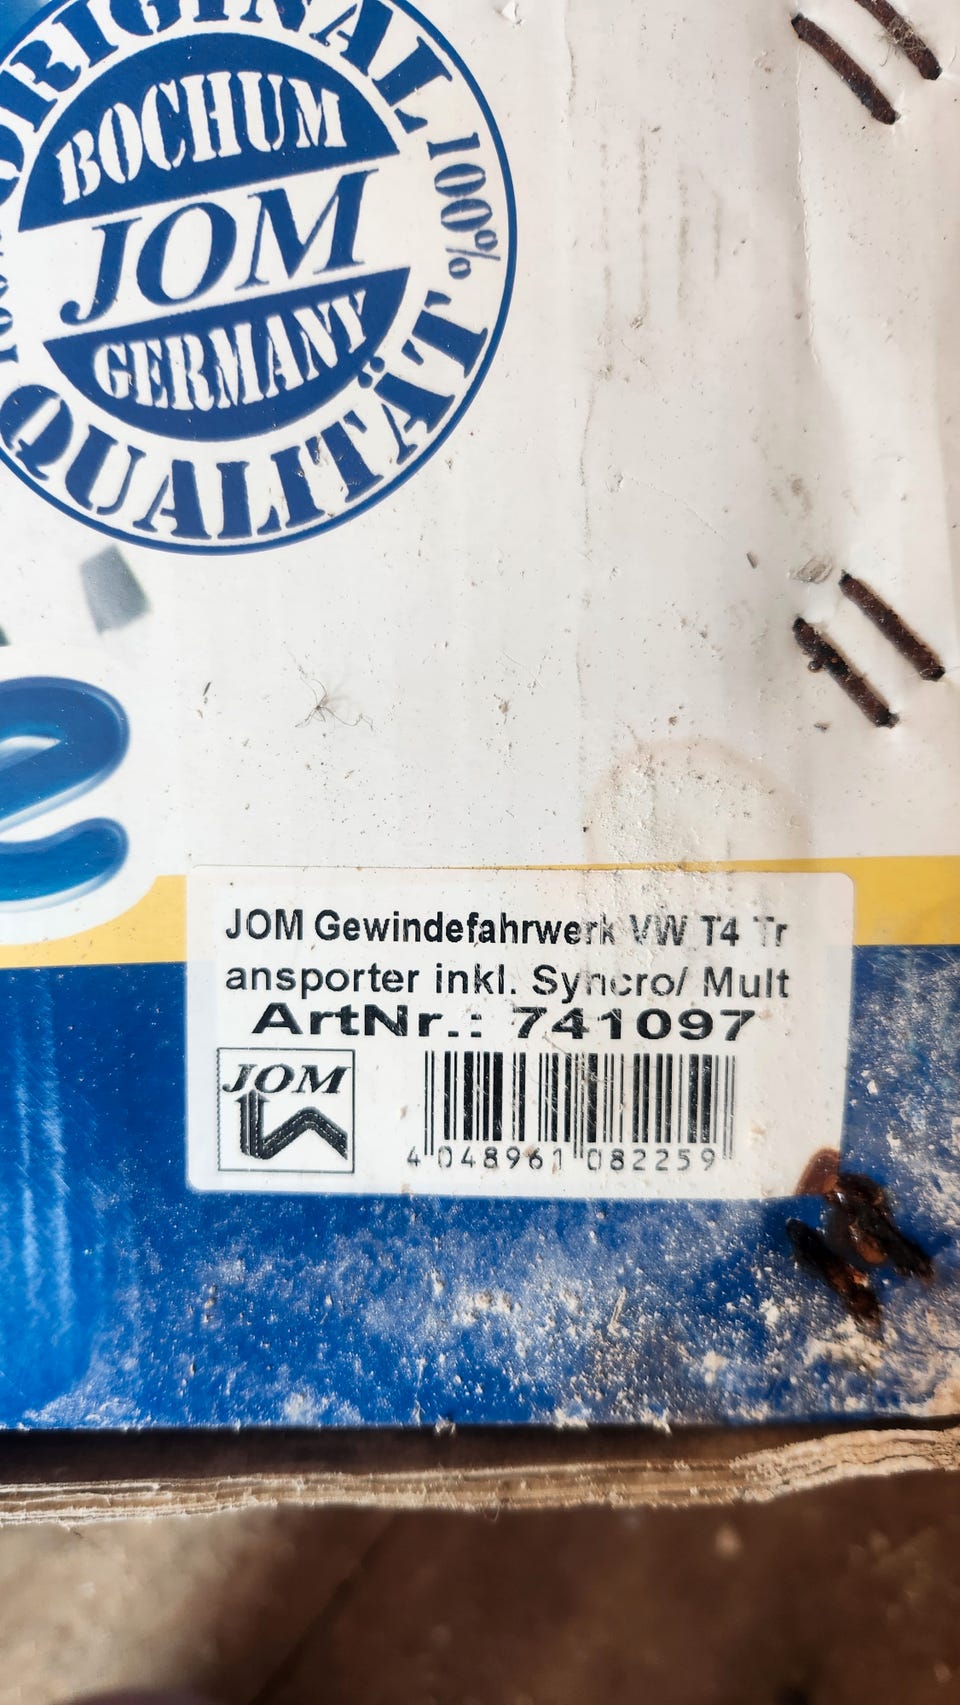 ORIGINAL
BOCHUM
100%
JOM
GERMANY
QUALITÄT
e
JOM Gewindefahrwerk VW T4 Tr
ansporter inkl. Syncro/ Mult
ArtNr.: 741097
JOM
4 048961 082259